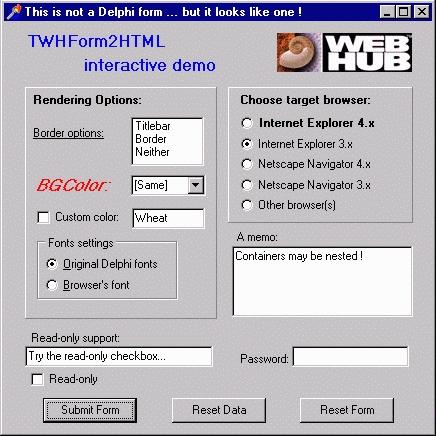 This is not a Delphi form ... but it looks like one !
TWHForm2HTML
interactive demo
WEB
HUB
Rendering Options:
Border options:
Titlebar
Border
Neither
BGColor:
[Same]
Custom color:
Wheat
Fonts settings
Original Delphi fonts
Browser's font
Choose target browser:
Internet Explorer 4.x
Internet Explorer 3.x
Netscape Navigator 4.x
Netscape Navigator 3.x
Other browser(s)
A memo:
Containers may be nested !
Read-only support:
Try the read-only checkbox...
Password:
Read-only
Submit Form
Reset Data
Reset Form